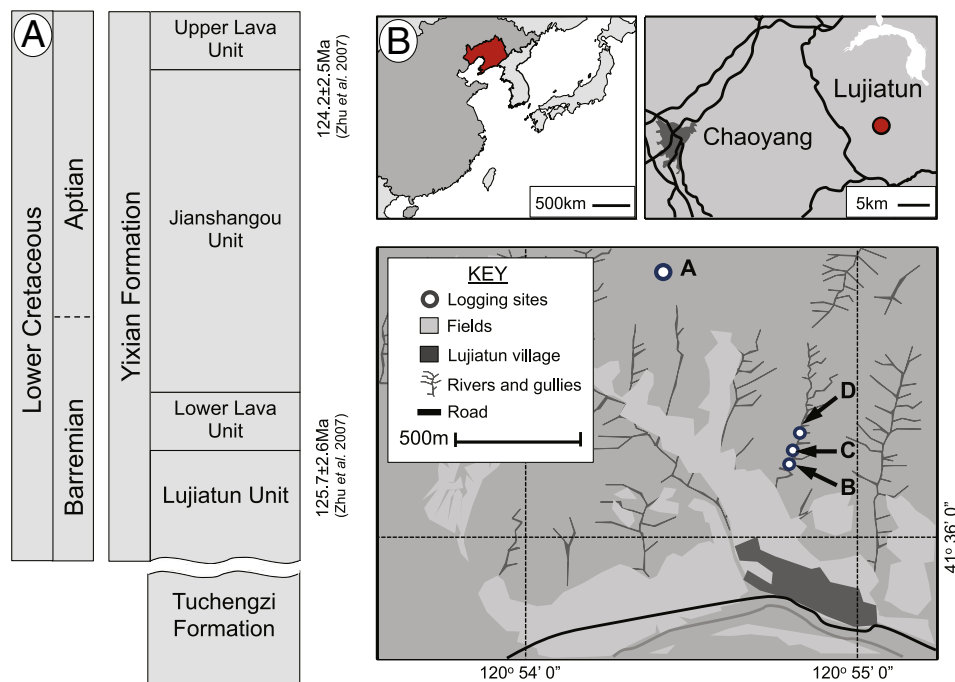 A
Lower Cretaceous
Aptian
Barremian
Yixian Formation
Upper Lava
Unit
Jianshangou
Unit
Lower Lava
Unit
Lujiatun Unit
Tuchengzi
Formation
124.2±2.5Ma
(Zhu et al. 2007)
125.7±2.6Ma
(Zhu et al. 2007)
B
500km
Chaoyang
Lujiatun
5km
KEY
Logging sites
Fields
Lujiatun village
Rivers and gullies
Road
500m
A
D
C
B
41° 36' 0"
120° 54' 0"
120° 55' 0"